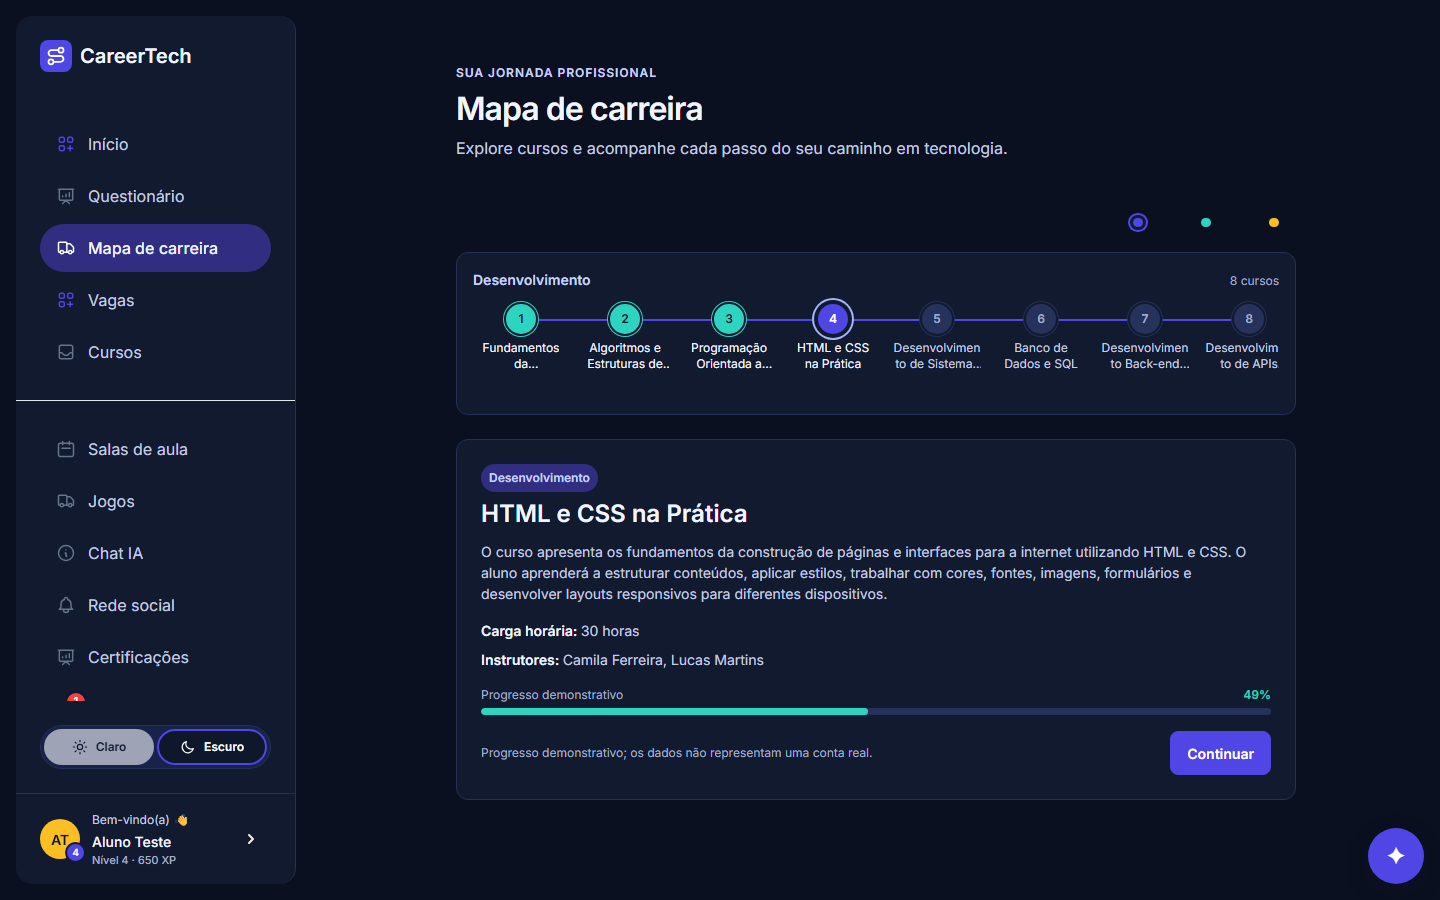 CareerTech
Início
Questionário
Mapa de carreira
Vagas
Cursos
Salas de aula
Jogos
Chat IA
Rede social
Certificações
Claro
Escuro
Bem-vindo(a) 👋
AT
4
Aluno Teste
Nível 4 · 650 XP
SUA JORNADA PROFISSIONAL
Mapa de carreira
Explore cursos e acompanhe cada passo do seu caminho em tecnologia.
Desenvolvimento
8 cursos
1
2
3
4
5
6
7
8
Fundamentos
da...
Algoritmos e
Estruturas de..
Programação
Orientada a...
HTML e CSS
na Prática
Desenvolvimen
to de Sistema..
Banco de
Dados e SQL
Desenvolvimen
to Back-end...
Desenvolvim
to de APIs
Desenvolvimento
HTML e CSS na Prática
O curso apresenta os fundamentos da construção de páginas e interfaces para a internet utilizando HTML e CSS. O
aluno aprenderá a estruturar conteúdos, aplicar estilos, trabalhar com cores, fontes, imagens, formulários e
desenvolver layouts responsivos para diferentes dispositivos.
Carga horária: 30 horas
Instrutores: Camila Ferreira, Lucas Martins
Progresso demonstrativo
49%
Progresso demonstrativo; os dados não representam uma conta real.
Continuar